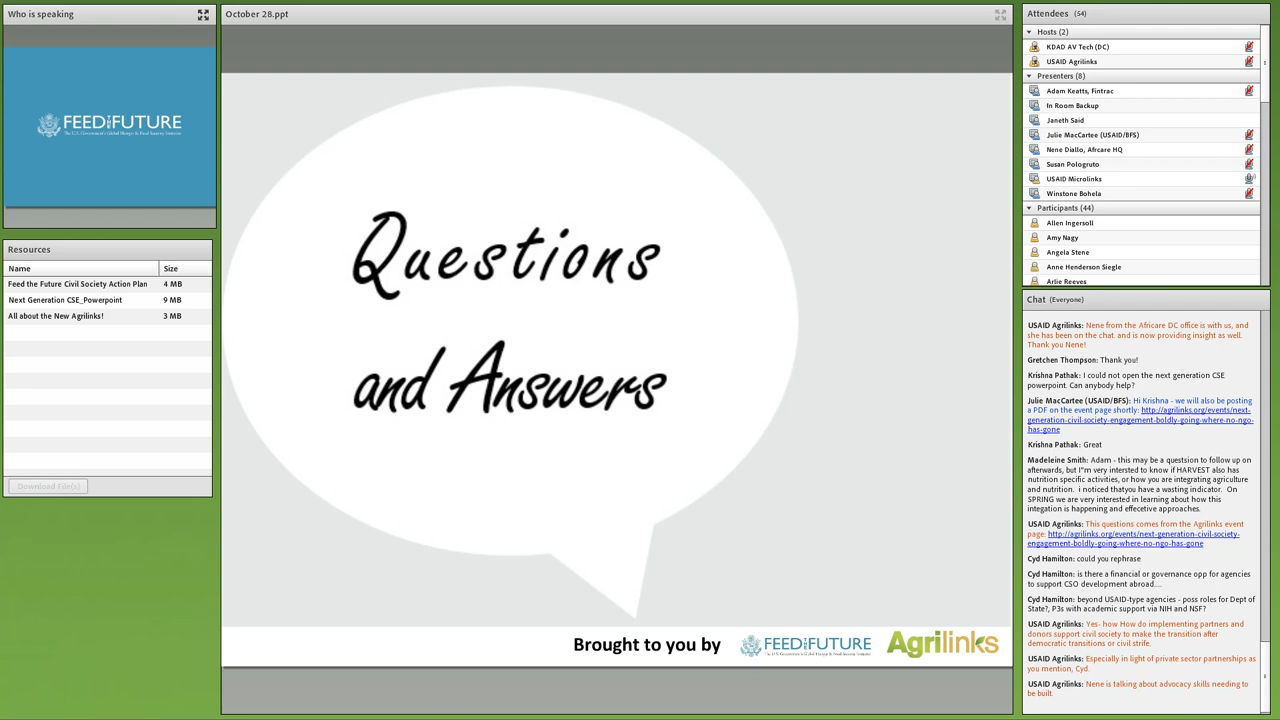 Who is speaking
FEED THE FUTURE
The U.S. Government's Global Hunger & Food Security Initiative
Resources
Name Size
Feed the Future Civil Society Action Plan 4 MB
Next Generation CSE_Powerpoint 9 MB
All about the New Agrilinks! 3 MB
Download File(s)
October 28.ppt
Questions
and Answers
Brought to you by
FEED THE FUTURE
The U.S. Government's Global Hunger & Food Security Initiative
Agrilinks
Attendees (54)
Hosts (2)
KDAD AV Tech (DC)
USAID Agrilinks
Presenters (8)
Adam Keatts, Fintrac
In Room Backup
Janeth Said
Julie MacCartee (USAID/BFS)
Nene Diallo, Afrcare HQ
Susan Pologruto
USAID Microlinks
Winstone Bohela
Participants (44)
Allen Ingersoll
Amy Nagy
Angela Stene
Anne Henderson Siegle
Arlie Reeves
Chat (Everyone)
USAID Agrilinks: Nene from the Africare DC office is with us, and
she has been on the chat. and is now providing insight as well.
Thank you Nene!
Gretchen Thompson: Thank you!
Krishna Pathak: I could not open the next generation CSE
powerpoint. Can anybody help?
Julie MacCartee (USAID/BFS): Hi Krishna - we will also be posting
a PDF on the event page shortly: http://agrilinks.org/events/next-
generation-civil-society-engagement-boldly-going-where-no-ngo-
has-gone
Krishna Pathak: Great
Madeleine Smith: Adam - this may be a questsion to follow up on
afterwards, but I"m very intersted to know if HARVEST also has
nutrition specific activities, or how you are integrating agriculture
and nutrition. i noticed thatyou have a wasting indicator. On
SPRING we are very interested in learning about how this
integation is happening and effecetive approaches.
USAID Agrilinks: This questions comes from the Agrilinks event
page: http://agrilinks.org/events/next-generation-civil-society-
engagement-boldly-going-where-no-ngo-has-gone
Cyd Hamilton: could you rephrase
Cyd Hamilton: is there a financial or governance opp for agencies
to support CSO development abroad....
Cyd Hamilton: beyond USAID-type agencies - poss roles for Dept of
State?, P3s with academic support via NIH and NSF?
USAID Agrilinks: Yes- how How do implementing partners and
donors support civil society to make the transition after
democratic transitions or civil strife.
USAID Agrilinks: Especially in light of private sector partnerships as
you mention, Cyd.
USAID Agrilinks: Nene is talking about advocacy skills needing to
be built.